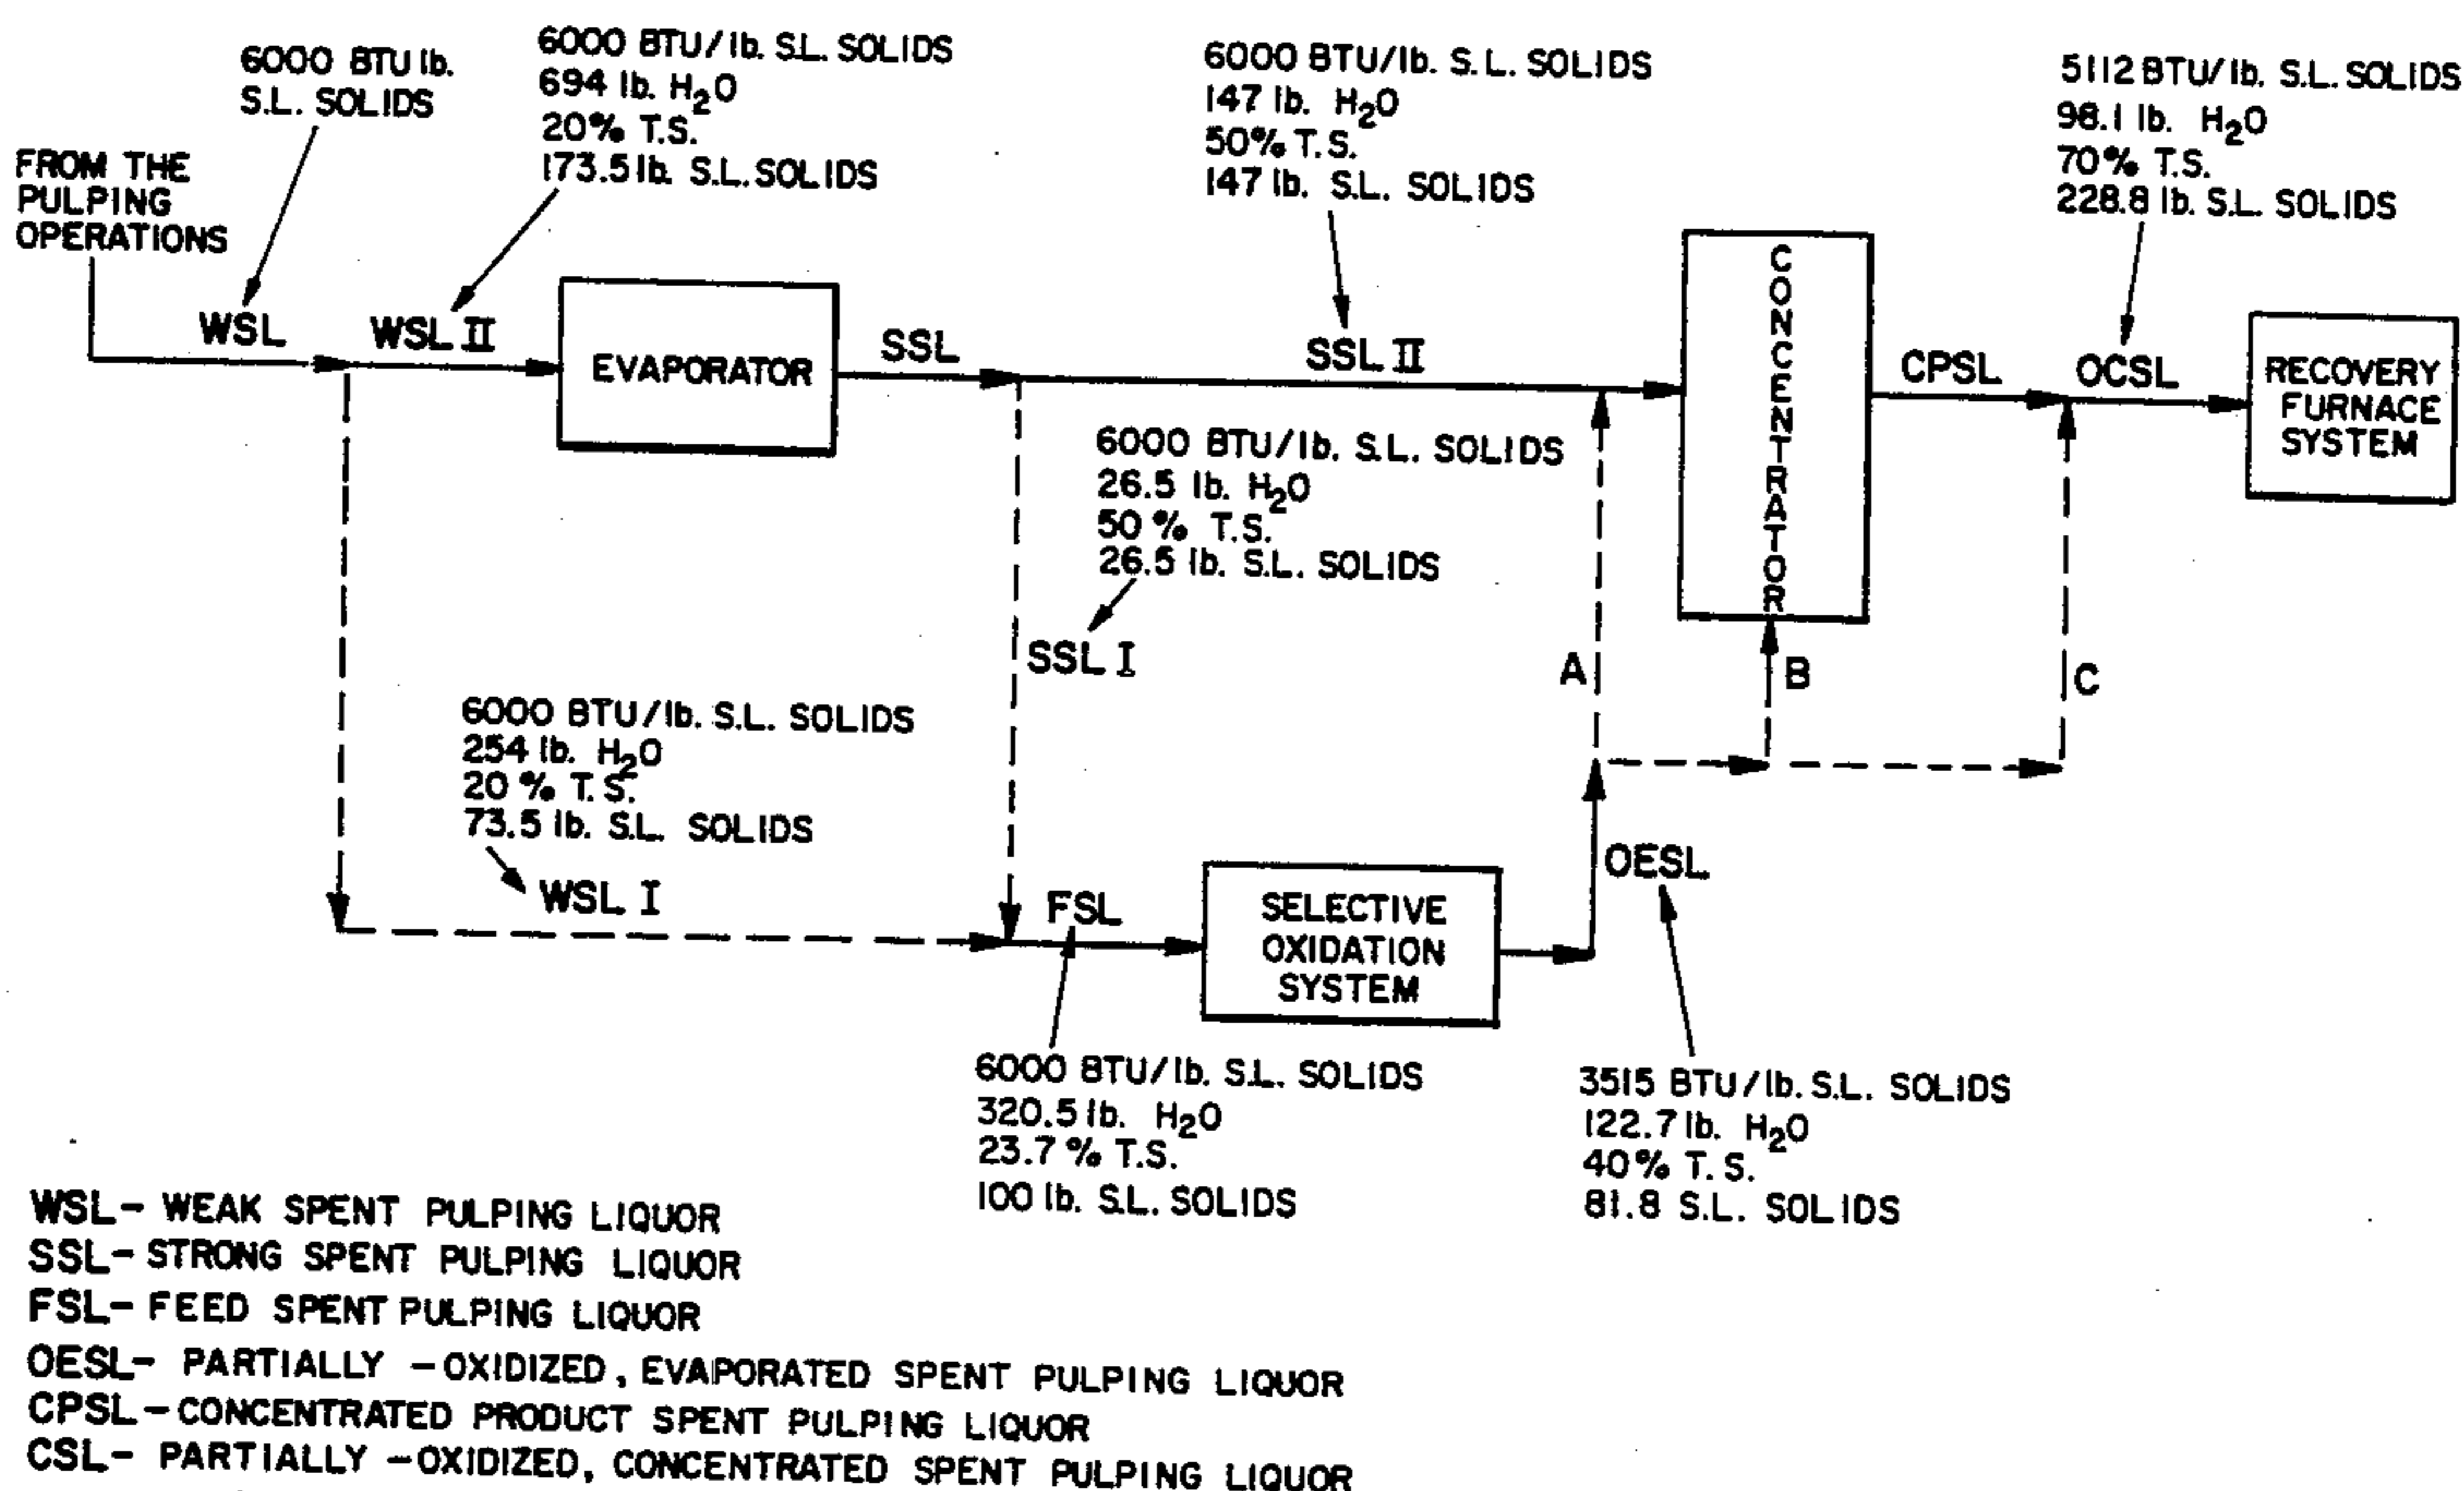 6000 BTU lb.
S.L. SOLIDS
6000 BTU/lb. S.L. SOLIDS
694 lb. H2O
20% T.S.
173.5 lb. S.L. SOLIDS
6000 BTU/lb. S.L. SOLIDS
147 lb. H2O
50% T.S.
147 lb. S.L. SOLIDS
5112 BTU/lb. S.L. SOLIDS
98.1 lb. H2O
70% T.S.
228.8 lb. S.L. SOLIDS
FROM THE
PULPING
OPERATIONS
WSL
WSL II
EVAPORATOR
SSL
SSL II
CONCENTRATOR
CPSL
OCSL
RECOVERY
FURNACE
SYSTEM
6000 BTU/lb. S.L. SOLIDS
26.5 lb. H2O
50% T.S.
26.5 lb. S.L. SOLIDS
SSL I
A
B
C
6000 BTU/lb. S.L. SOLIDS
254 lb. H2O
20% T.S.
73.5 lb. S.L. SOLIDS
WSL I
FSL
SELECTIVE
OXIDATION
SYSTEM
OESL
6000 BTU/lb. S.L. SOLIDS
320.5 lb. H2O
23.7% T.S.
100 lb. S.L. SOLIDS
3515 BTU/lb. S.L. SOLIDS
122.7 lb. H2O
40% T.S.
81.8 S.L. SOLIDS
WSL- WEAK SPENT PULPING LIQUOR
SSL- STRONG SPENT PULPING LIQUOR
FSL- FEED SPENT PULPING LIQUOR
OESL- PARTIALLY -OXIDIZED, EVAPORATED SPENT PULPING LIQUOR
CPSL-CONCENTRATED PRODUCT SPENT PULPING LIQUOR
CSL- PARTIALLY -OXIDIZED, CONCENTRATED SPENT PULPING LIQUOR